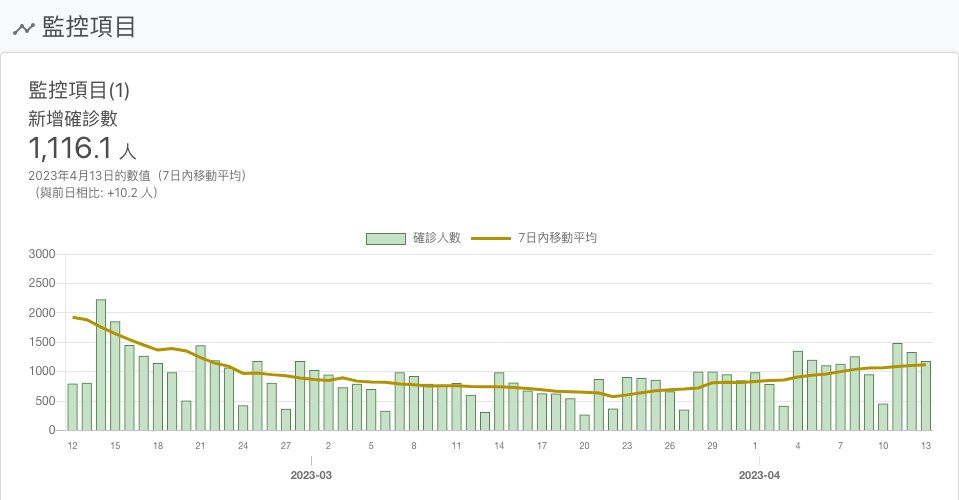 監控項目
監控項目(1)
新增確診數
1,116.1 人
2023年4月13日的數值（7日內移動平均）
（與前日相比: +10.2 人）
確診人數 7日內移動平均
3000
2500
2000
1500
1000
500
0
12 15 18 21 24 27 2 5 8 11 14 17 20 23 26 29 1 4 7 10 13
2023-03 2023-04